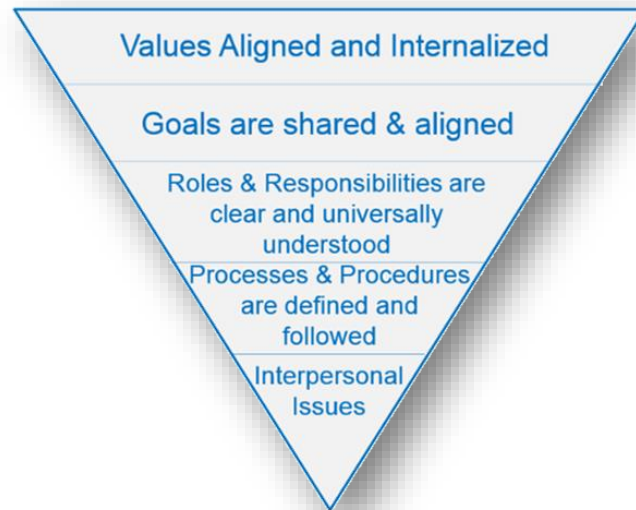 Values Aligned and Internalized
Goals are shared & aligned
Roles & Responsibilities are
clear and universally
understood
Processes & Procedures
are defined and
followed
Interpersonal
Issues